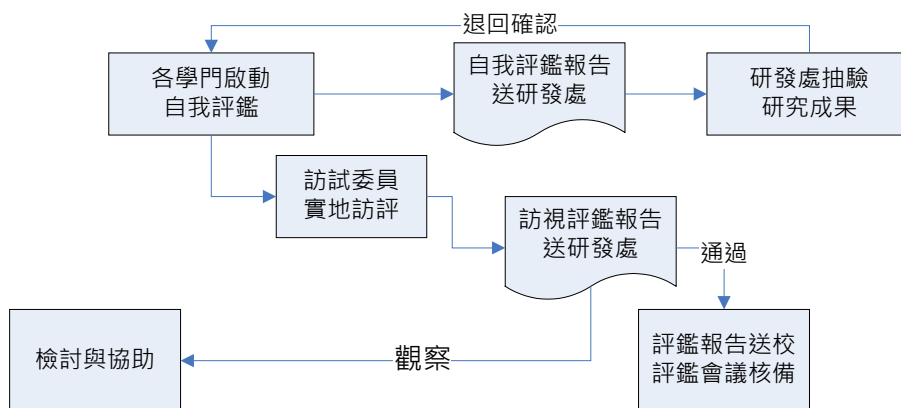 退回確認
各學門啟動
自我評鑑
自我評鑑報告
送研發處
研發處抽驗
研究成果
訪試委員
實地訪評
訪視評鑑報告
送研發處
通過
檢討與協助
觀察
評鑑報告送校
評鑑會議核備